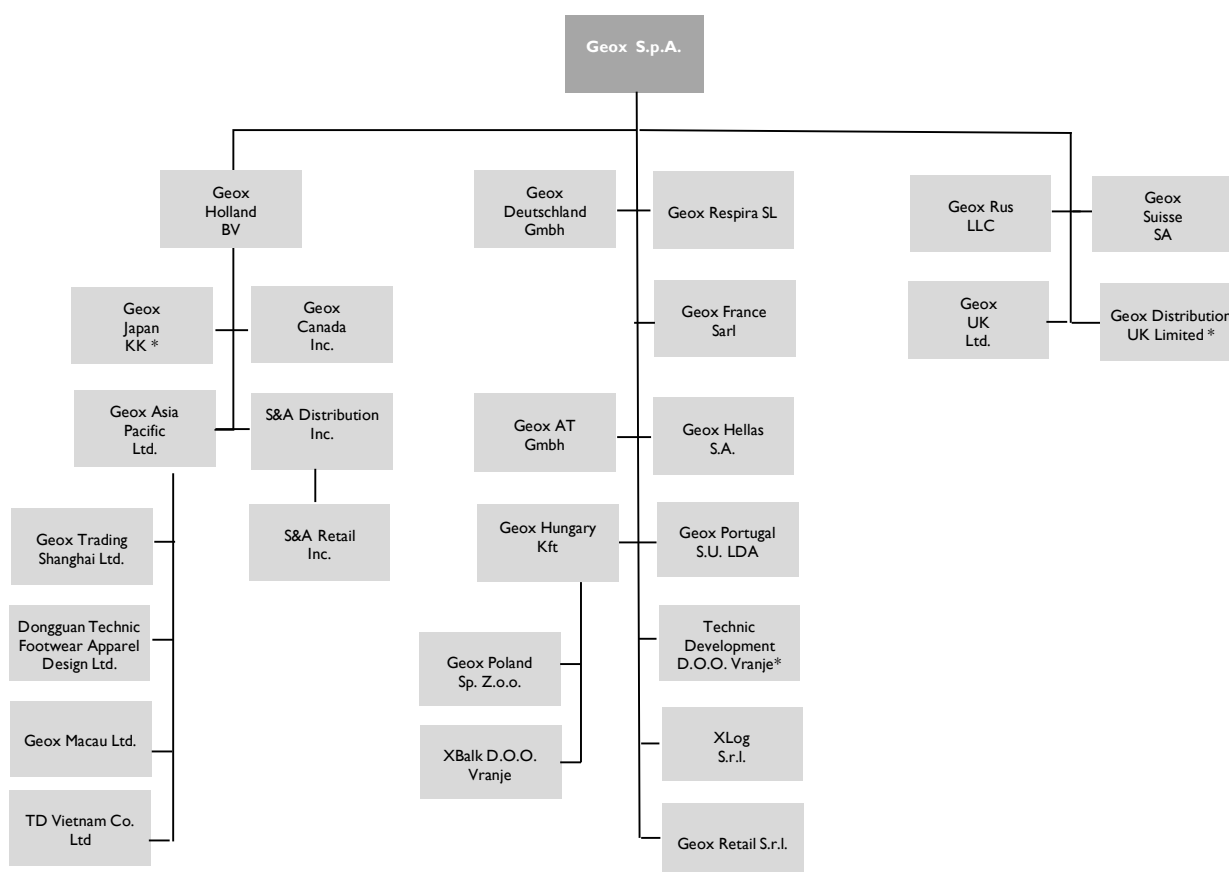 Geox S.p.A.
Geox
Holland
BV
Geox
Deutschland
Gmbh
Geox Respira SL
Geox Rus
LLC
Geox
Suisse
SA
Geox
Japan
KK *
Geox
Canada
Inc.
Geox France
Sarl
Geox
UK
Ltd.
Geox Distribution
UK Limited *
Geox Asia
Pacific
Ltd.
S&A Distribution
Inc.
Geox AT
Gmbh
Geox Hellas
S.A.
Geox Trading
Shanghai Ltd.
S&A Retail
Inc.
Geox Hungary
Kft
Geox Portugal
S.U. LDA
Dongguan Technic
Footwear Apparel
Design Ltd.
Geox Poland
Sp. Z.o.o.
Technic
Development
D.O.O. Vranje*
Geox Macau Ltd.
XBalk D.O.O.
Vranje
XLog
S.r.l.
TD Vietnam Co.
Ltd
Geox Retail S.r.l.